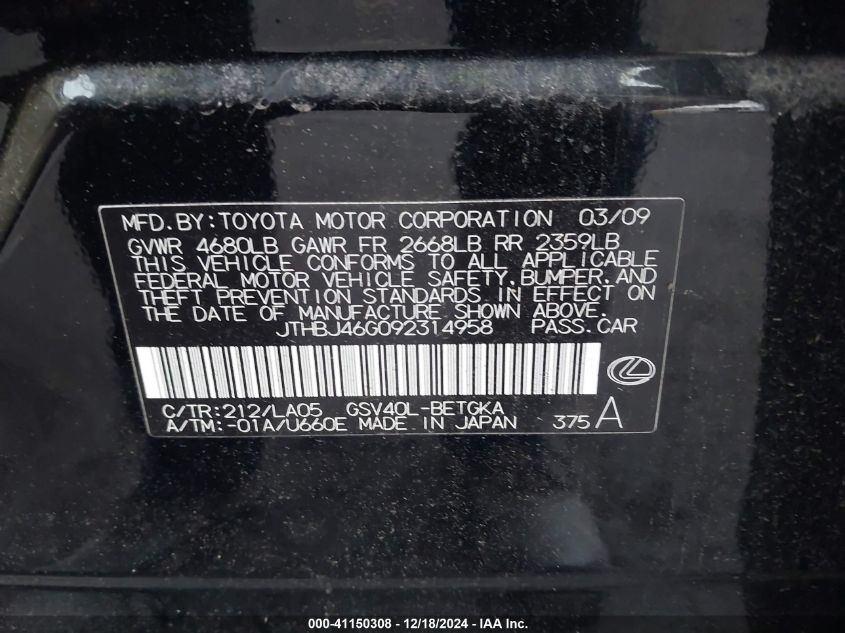 MFD.BY:TOYOTA MOTOR CORPORATION 03/09
GVWR 4680LB GAWR FR 2668LB RR 2359LB
THIS VEHICLE CONFORMS TO ALL APPLICABLE
FEDERAL MOTOR VEHICLE SAFETY,BUMPER,AND
THEFT PREVENTION STANDARDS IN EFFECT ON
THE DATE OF MANUFACTURE SHOWN ABOVE.
JTHBJ46G092314958 PASS.CAR
C/TR:212/LA05 GSV40L-BETGKA
A/TM:-01A/U660E MADE IN JAPAN 375A
000-41150308 - 12/18/2024 - IAA Inc.